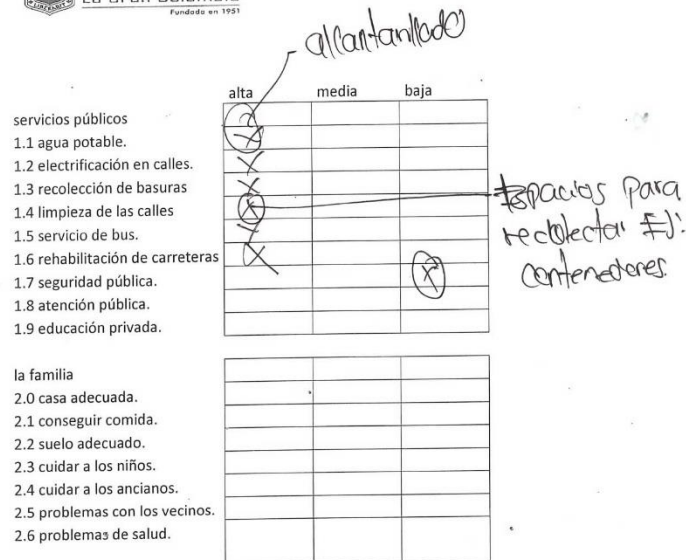 Fundada en 1951
alcantarillado
alta media baja
servicios públicos
1.1 agua potable.
1.2 electrificación en calles.
1.3 recolección de basuras
1.4 limpieza de las calles
1.5 servicio de bus.
1.6 rehabilitación de carreteras
1.7 seguridad pública.
1.8 atención pública.
1.9 educación privada.
Espacios para
recolectar EJ:
contenedores.
la familia
2.0 casa adecuada.
2.1 conseguir comida.
2.2 suelo adecuado.
2.3 cuidar a los niños.
2.4 cuidar a los ancianos.
2.5 problemas con los vecinos.
2.6 problemas de salud.